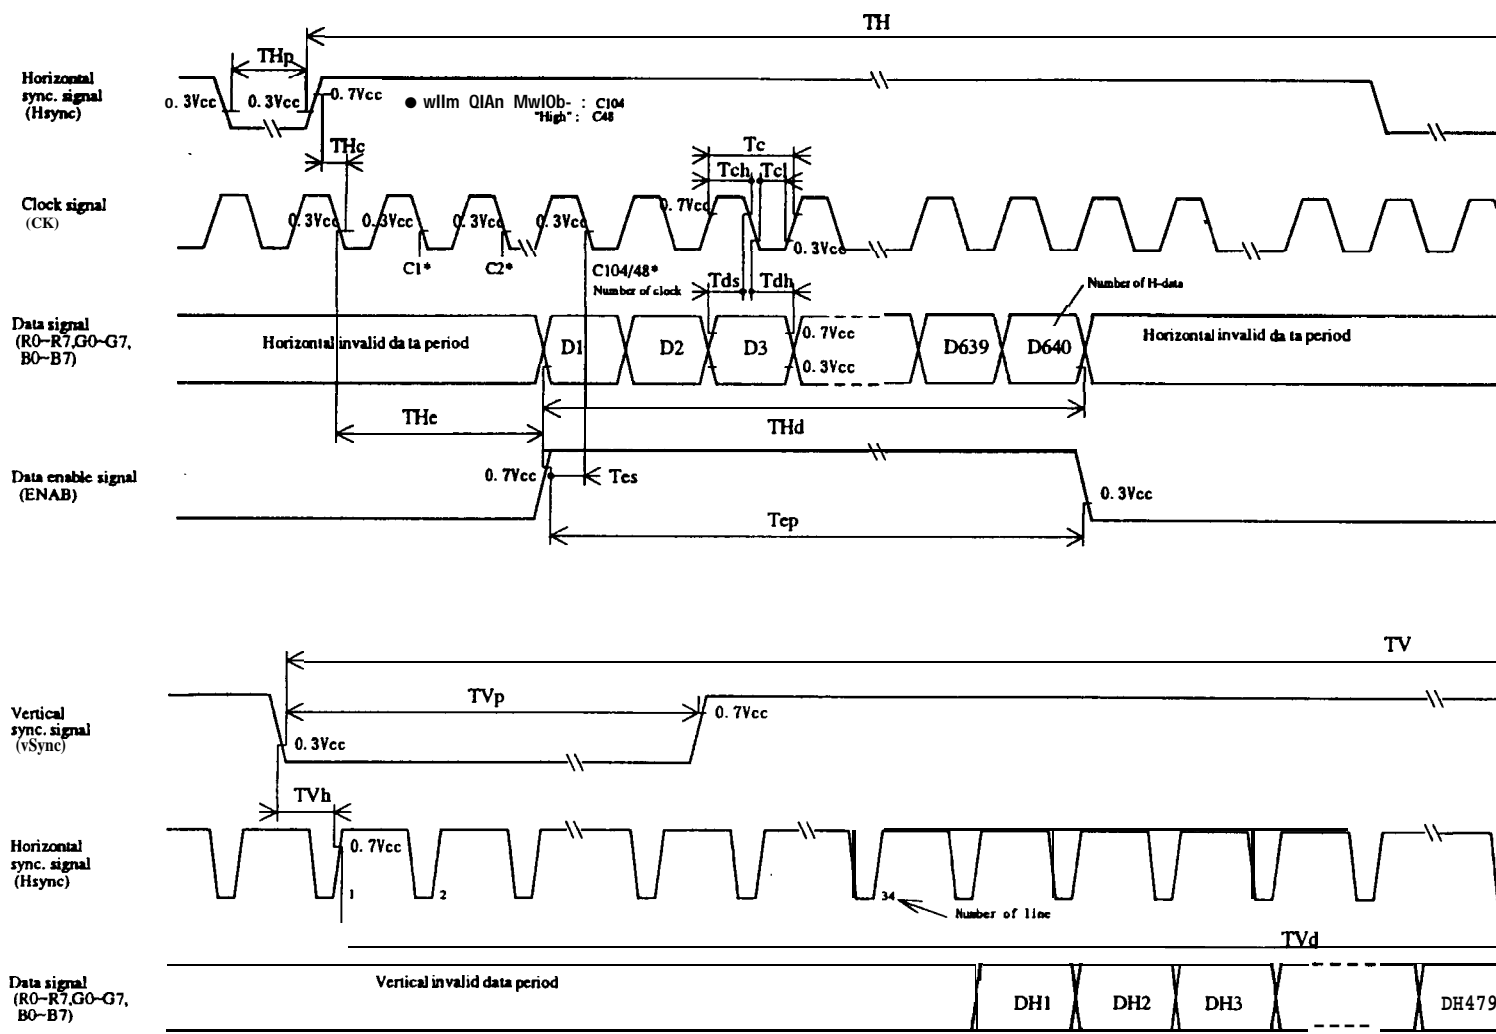 TH
THp
Horizontal
sync. signal
(Hsync)
0. 3Vcc
0. 3Vcc
0. 7Vcc
● wIIm QIAn MwIOb- : C104
"High" : C48
THc
Tc
Tch
Tcl
Clock signal
(CK)
0. 3Vcc
0. 3Vcc
0. 3Vcc
0. 3Vcc
0. 7Vcc
0. 3Vcc
C1*
C2*
C104/48*
Number of clock
Tds
Tdh
Number of H-data
Data signal
(R0~R7,G0~G7,
B0~B7)
Horizontal invalid data period
D1
D2
D3
0. 7Vcc
0. 3Vcc
D639
D640
Horizontal invalid data period
THe
THd
Data enable signal
(ENAB)
0. 7Vcc
Tes
0. 3Vcc
Tep
TV
TVp
Vertical
sync. signal
(vSync)
0. 7Vcc
0. 3Vcc
TVh
Horizontal
sync. signal
(Hsync)
0. 7Vcc
1
2
34
Number of line
TVd
Data signal
(R0~R7,G0~G7,
B0~B7)
Vertical invalid data period
DH1
DH2
DH3
DH479